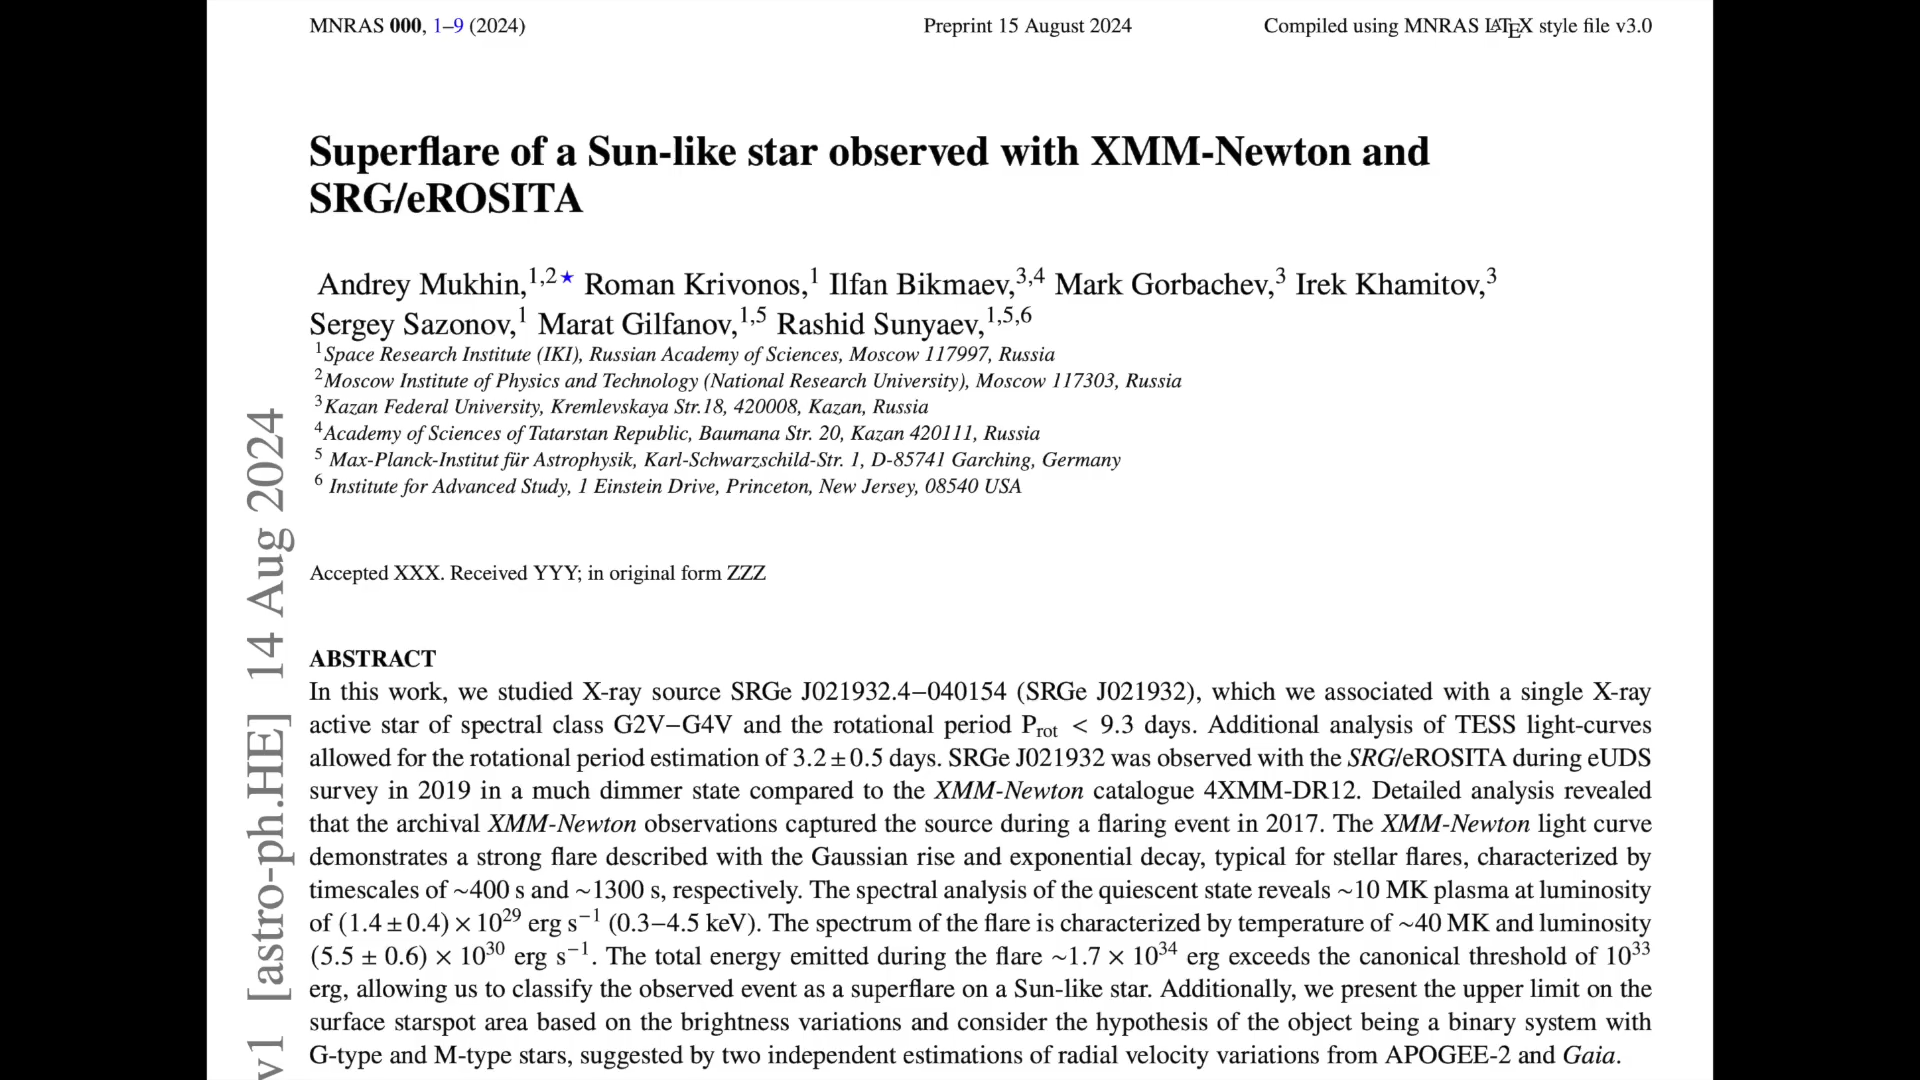 MNRAS 000, 1–9 (2024) Preprint 15 August 2024 Compiled using MNRAS LATEX style file v3.0
Superflare of a Sun-like star observed with XMM-Newton and
SRG/eROSITA
Andrey Mukhin,1,2★ Roman Krivonos,1 Ilfan Bikmaev,3,4 Mark Gorbachev,3 Irek Khamitov,3
Sergey Sazonov,1 Marat Gilfanov,1,5 Rashid Sunyaev,1,5,6
1Space Research Institute (IKI), Russian Academy of Sciences, Moscow 117997, Russia
2Moscow Institute of Physics and Technology (National Research University), Moscow 117303, Russia
3Kazan Federal University, Kremlevskaya Str.18, 420008, Kazan, Russia
4Academy of Sciences of Tatarstan Republic, Baumana Str. 20, Kazan 420111, Russia
5 Max-Planck-Institut für Astrophysik, Karl-Schwarzschild-Str. 1, D-85741 Garching, Germany
6 Institute for Advanced Study, 1 Einstein Drive, Princeton, New Jersey, 08540 USA
Accepted XXX. Received YYY; in original form ZZZ
ABSTRACT
In this work, we studied X-ray source SRGe J021932.4−040154 (SRGe J021932), which we associated with a single X-ray
active star of spectral class G2V−G4V and the rotational period Prot < 9.3 days. Additional analysis of TESS light-curves
allowed for the rotational period estimation of 3.2 ± 0.5 days. SRGe J021932 was observed with the SRG/eROSITA during eUDS
survey in 2019 in a much dimmer state compared to the XMM-Newton catalogue 4XMM-DR12. Detailed analysis revealed
that the archival XMM-Newton observations captured the source during a flaring event in 2017. The XMM-Newton light curve
demonstrates a strong flare described with the Gaussian rise and exponential decay, typical for stellar flares, characterized by
timescales of ~400 s and ~1300 s, respectively. The spectral analysis of the quiescent state reveals ~10 MK plasma at luminosity
of (1.4 ± 0.4) × 10^29 erg s^−1 (0.3−4.5 keV). The spectrum of the flare is characterized by temperature of ~40 MK and luminosity
(5.5 ± 0.6) × 10^30 erg s^−1. The total energy emitted during the flare ~1.7 × 10^34 erg exceeds the canonical threshold of 10^33
erg, allowing us to classify the observed event as a superflare on a Sun-like star. Additionally, we present the upper limit on the
surface starspot area based on the brightness variations and consider the hypothesis of the object being a binary system with
G-type and M-type stars, suggested by two independent estimations of radial velocity variations from APOGEE-2 and Gaia.
v1 [astro-ph.HE] 14 Aug 2024